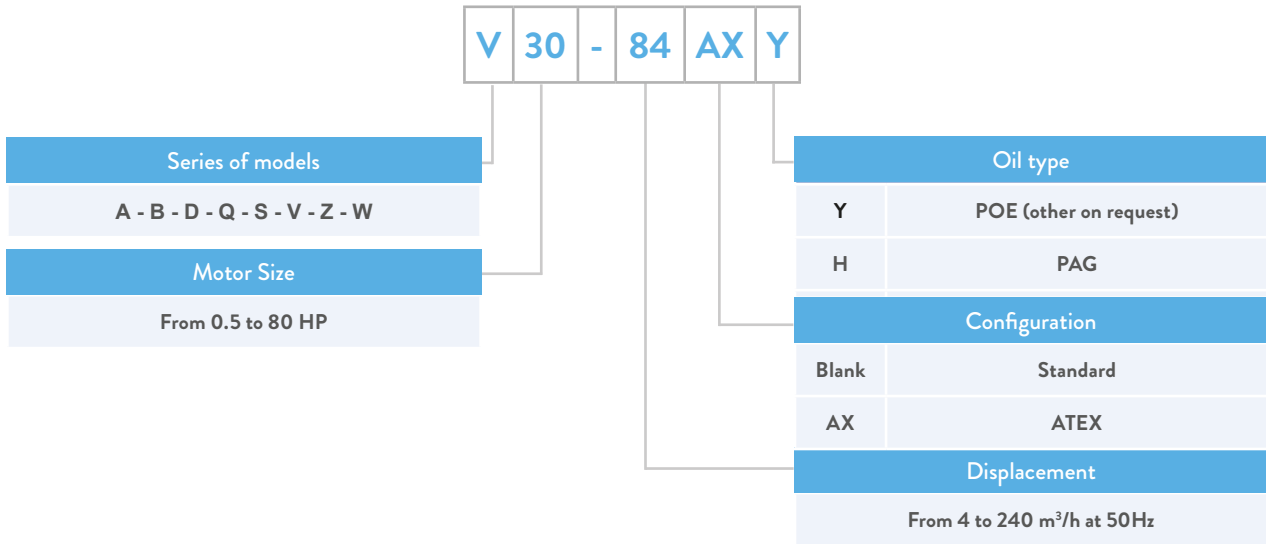 V 30 - 84 AX Y
Series of models
A - B - D - Q - S - V - Z - W
Motor Size
From 0.5 to 80 HP
Oil type
Y POE (other on request)
H PAG
Configuration
Blank Standard
AX ATEX
Displacement
From 4 to 240 m³/h at 50Hz